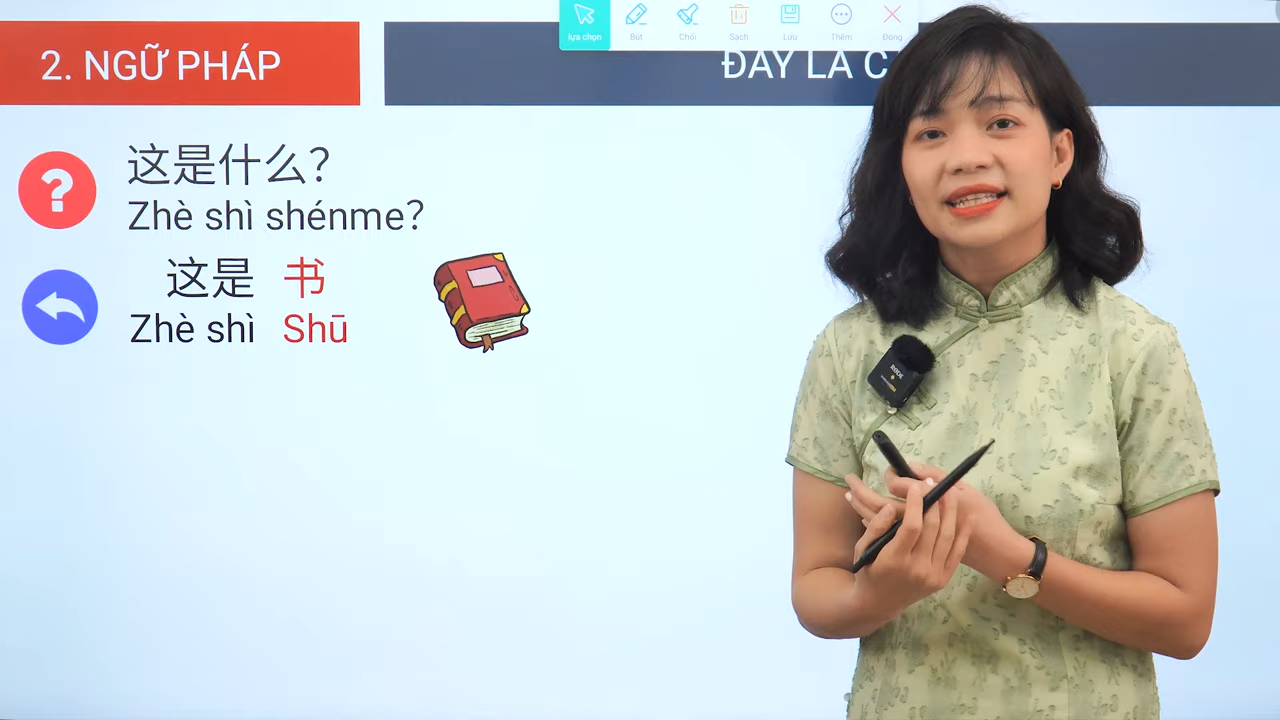 lựa chọn
Bút
Chổi
Sạch
Lưu
Thêm
Đóng
2. NGỮ PHÁP
ĐÂY LÀ
这是什么?
Zhè shì shénme?
这是 书
Zhè shì Shū
RØDE